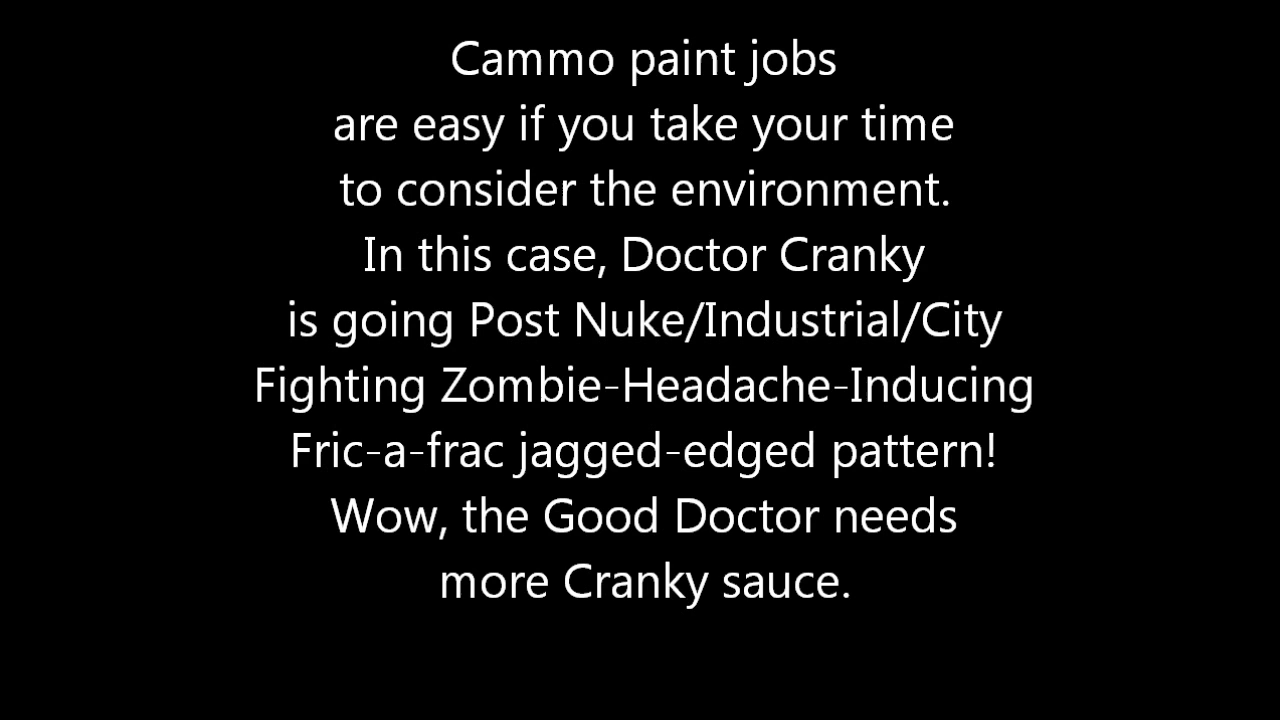 Cammo paint jobs
are easy if you take your time
to consider the environment.
In this case, Doctor Cranky
is going Post Nuke/Industrial/City
Fighting Zombie-Headache-Inducing
Fric-a-frac jagged-edged pattern!
Wow, the Good Doctor needs
more Cranky sauce.